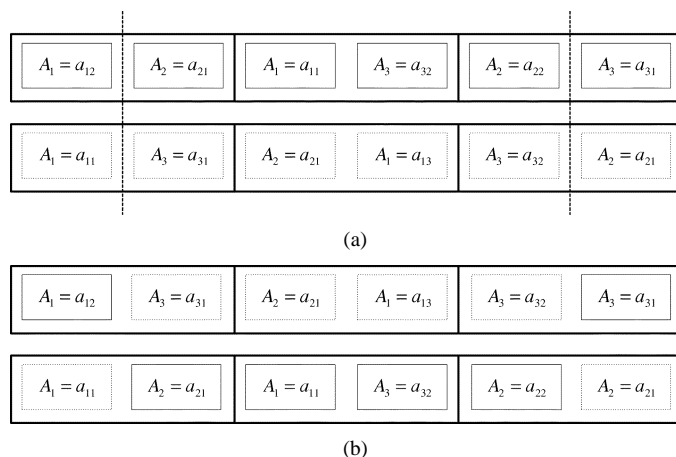 A₁ = a₁₂ A₂ = a₂₁ A₁ = a₁₁ A₃ = a₃₂ A₂ = a₂₂ A₃ = a₃₁
A₁ = a₁₁ A₃ = a₃₁ A₂ = a₂₁ A₁ = a₁₃ A₃ = a₃₂ A₂ = a₂₁
(a)
A₁ = a₁₂ A₃ = a₃₁ A₂ = a₂₁ A₁ = a₁₃ A₃ = a₃₂ A₃ = a₃₁
A₁ = a₁₁ A₂ = a₂₁ A₁ = a₁₁ A₃ = a₃₂ A₂ = a₂₂ A₂ = a₂₁
(b)